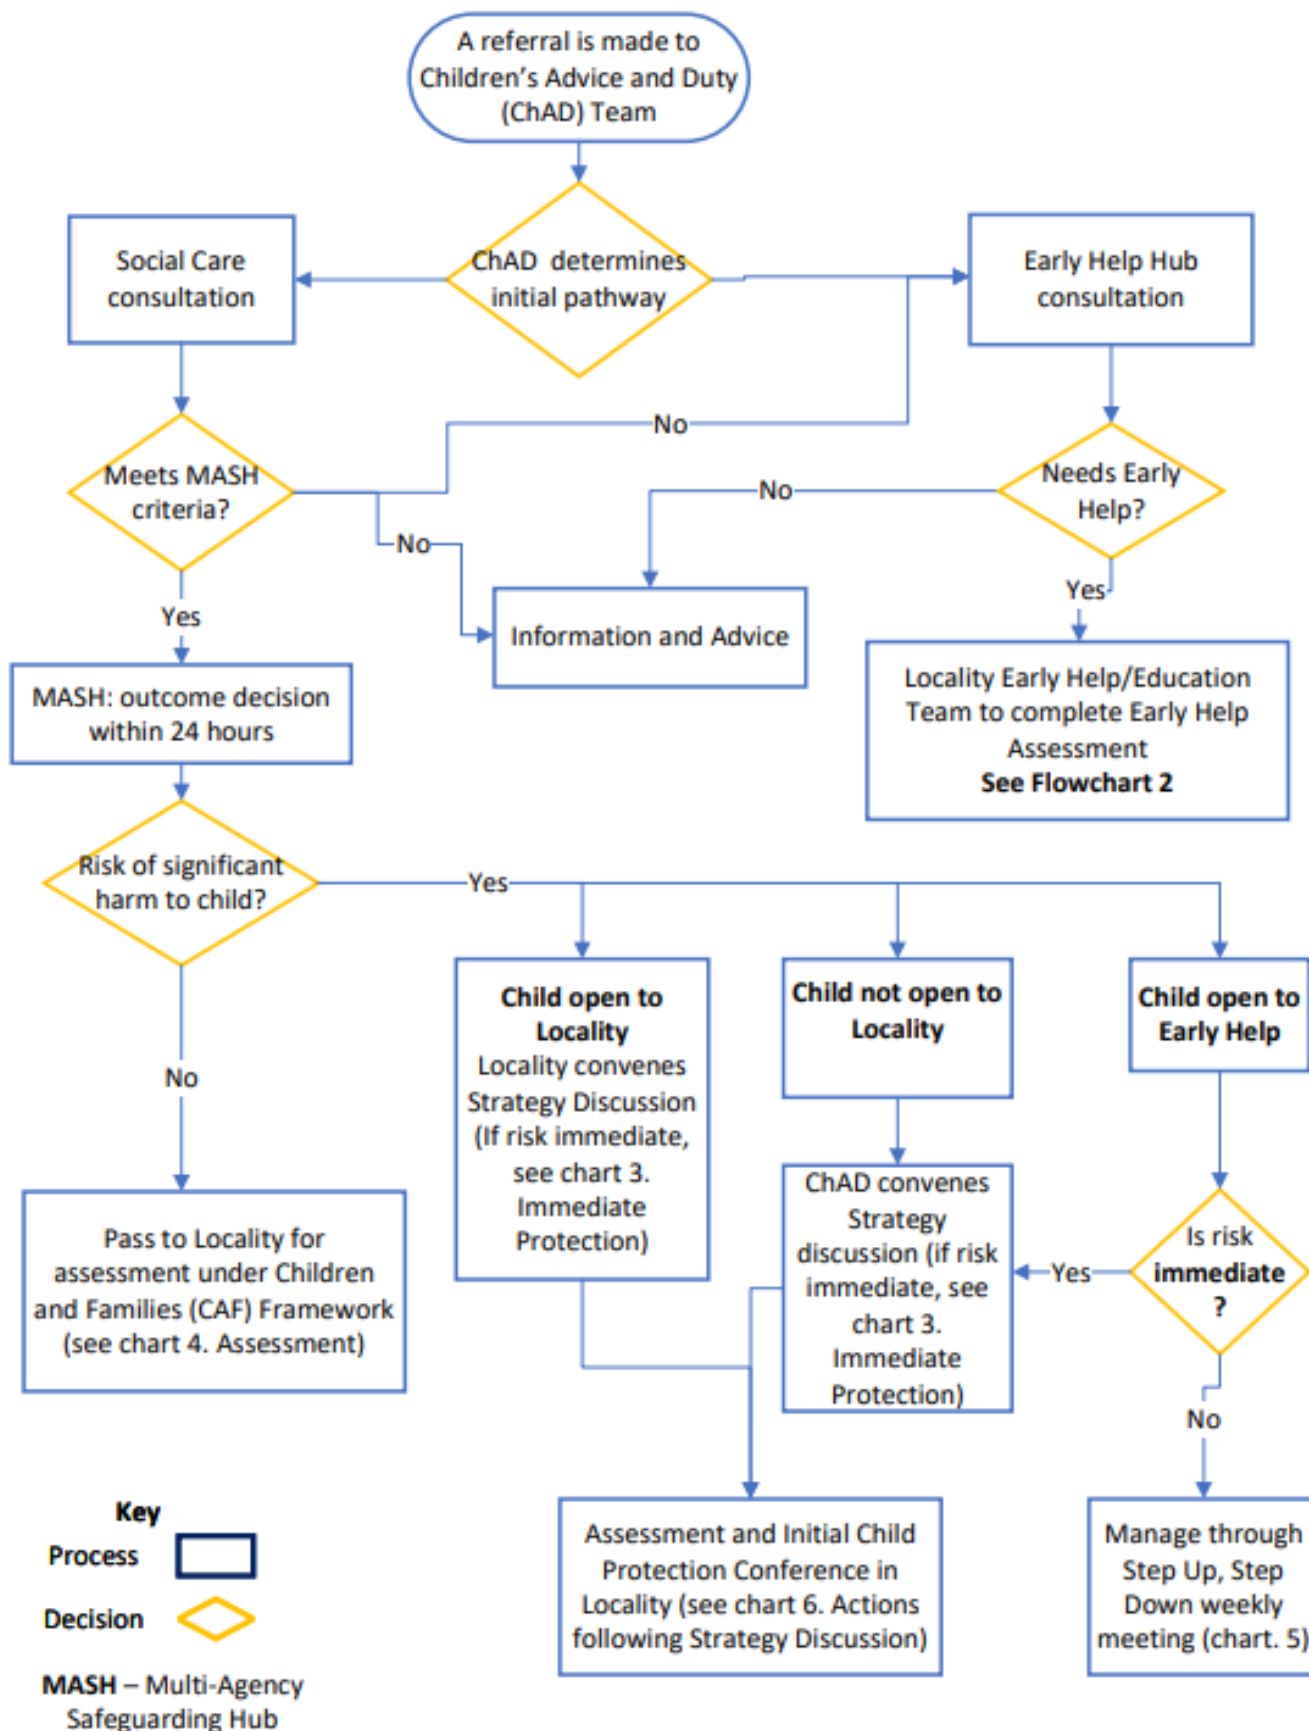 A referral is made to
Children's Advice and Duty
(ChAD) Team
ChAD determines
initial pathway
Social Care
consultation
Early Help Hub
consultation
No
Meets MASH
criteria?
Needs Early
Help?
No
No
Yes
Yes
Information and Advice
MASH: outcome decision
within 24 hours
Locality Early Help/Education
Team to complete Early Help
Assessment
See Flowchart 2
Risk of significant
harm to child?
Yes
Child open to
Locality
Locality convenes
Strategy Discussion
(If risk immediate,
see chart 3.
Immediate
Protection)
Child not open to
Locality
Child open to
Early Help
No
ChAD convenes
Strategy
discussion (if risk
immediate, see
chart 3.
Immediate
Protection)
Yes
Is risk
immediate
?
Pass to Locality for
assessment under Children
and Families (CAF) Framework
(see chart 4. Assessment)
No
Assessment and Initial Child
Protection Conference in
Locality (see chart 6. Actions
following Strategy Discussion)
Manage through
Step Up, Step
Down weekly
meeting (chart. 5)
Key
Process
Decision
MASH – Multi-Agency
Safeguarding Hub